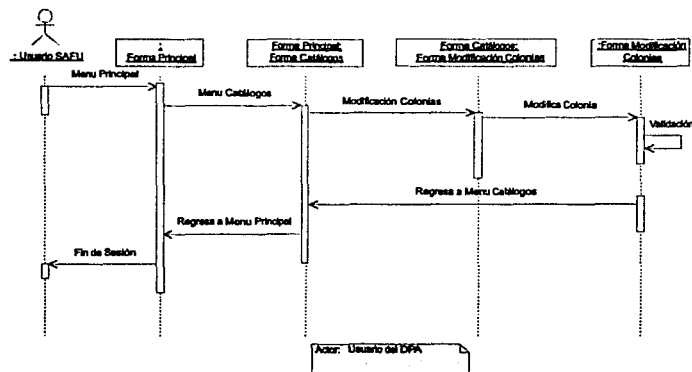 : Usuario SAFU
:
Forma Principal
Forma Principal:
Forma Catálogos
Forma Catálogos:
Forma Modificación Colonias
:Forma Modificación
Colonias
Menu Principal
Menu Catálogos
Modificación Colonias
Modifica Colonia
Validación
Regresa a Menu Catálogos
Regresa a Menu Principal
Fin de Sesión
Actor: Usuario del DPA